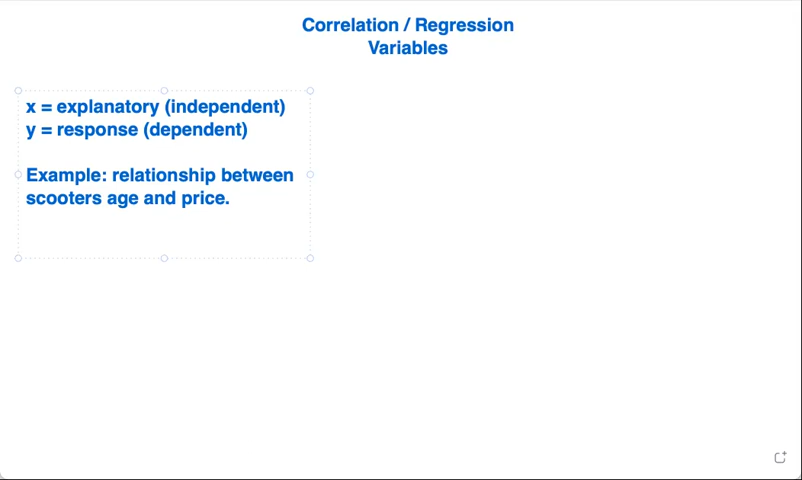 Correlation / Regression
Variables
x = explanatory (independent)
y = response (dependent)
Example: relationship between
scooters age and price.